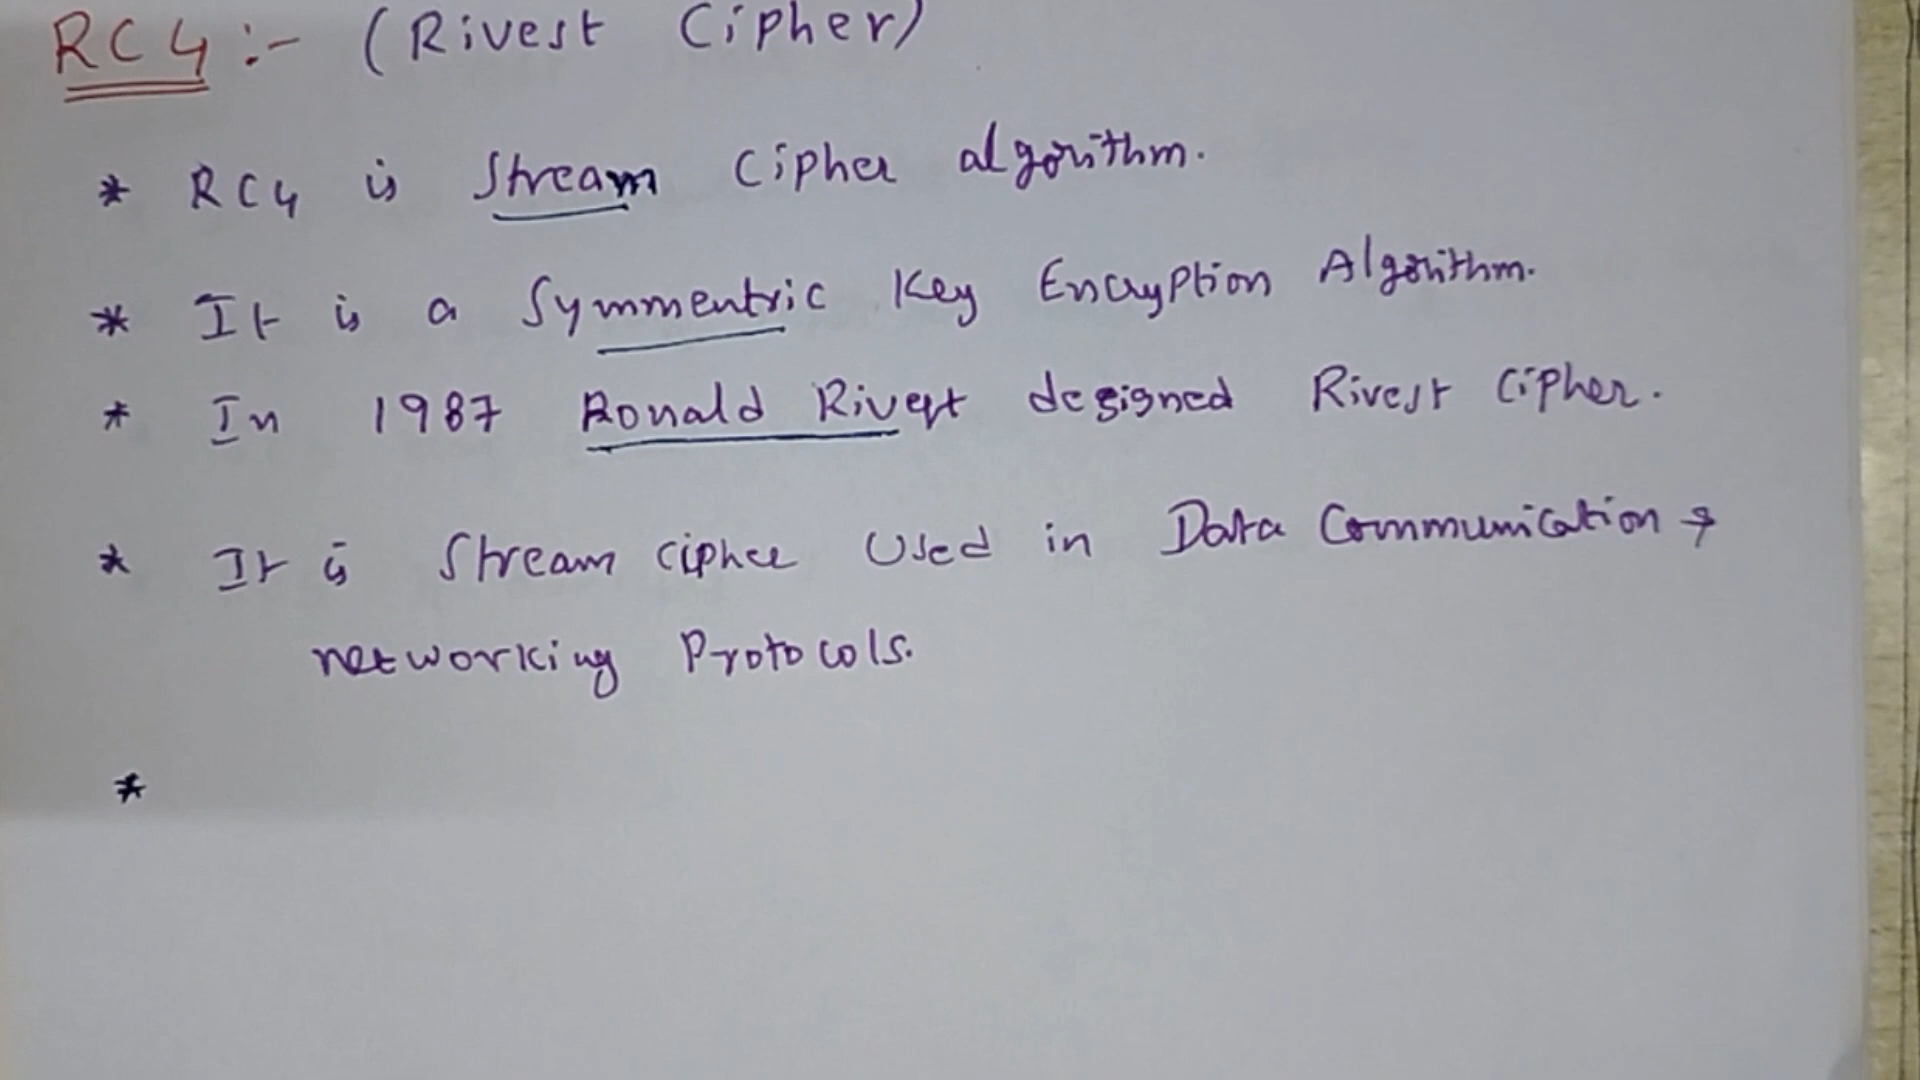 RC4 :- (Rivest Cipher)
* RC4 is Stream Cipher algorithm.
* It is a Symmentric Key Encryption Algorithm.
* In 1987 Ronald Rivest designed Rivest Cipher.
* It is Stream cipher Used in Data Communication →
networking Protocols.
*